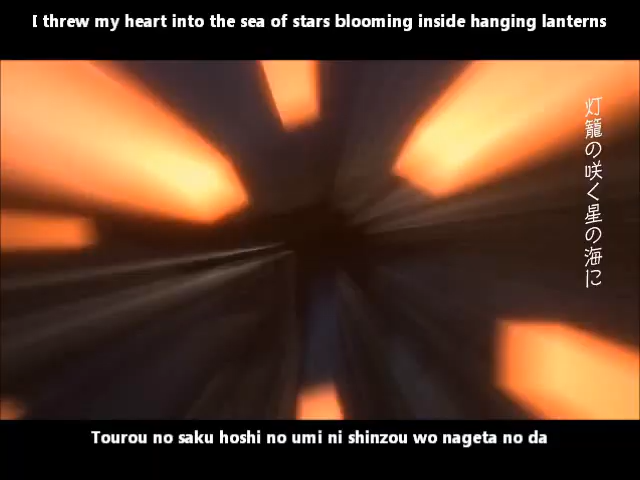 I threw my heart into the sea of stars blooming inside hanging lanterns
灯籠の咲く星の海に
Tourou no saku hoshi no umi ni shinzou wo nageta no da